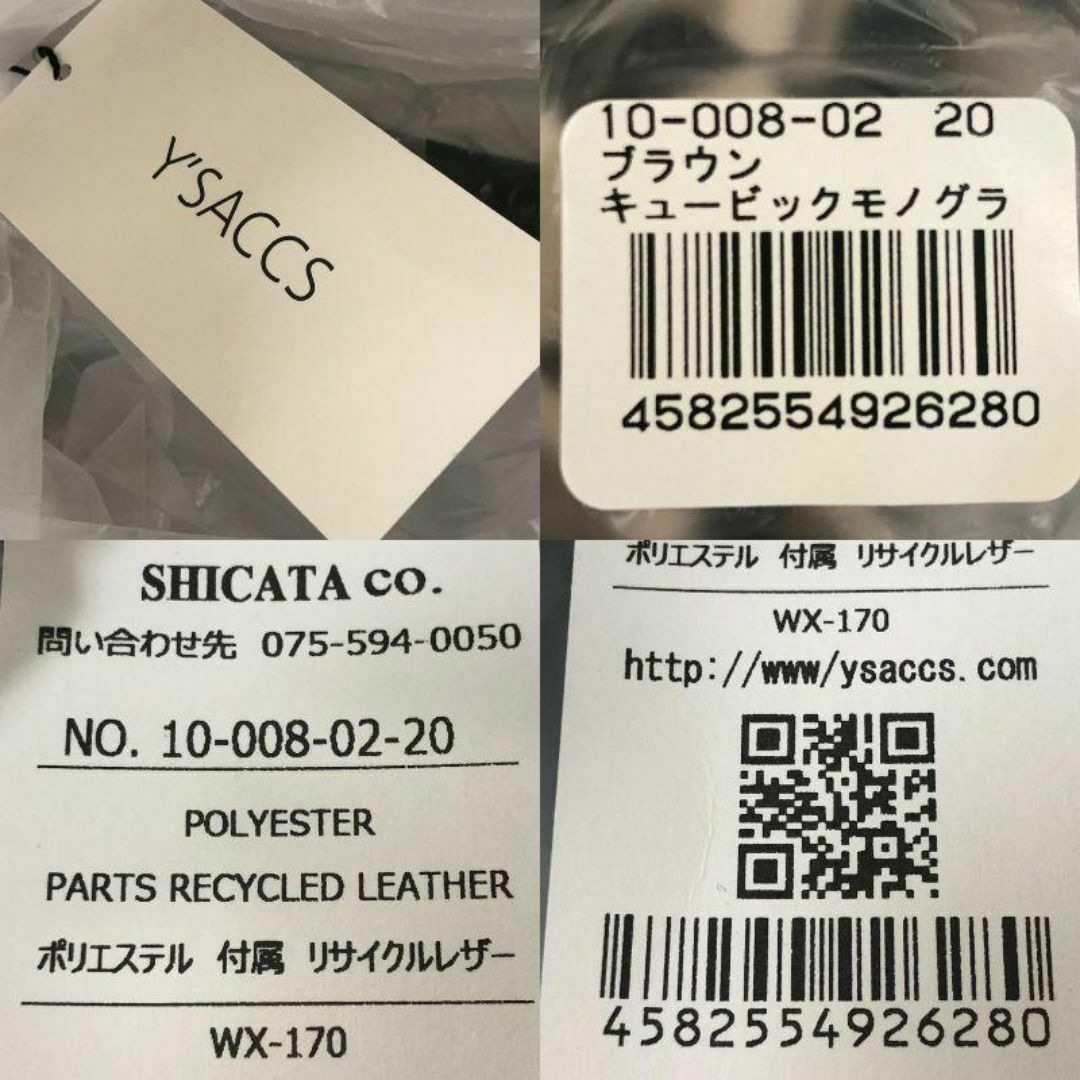 Y'SACCS
10-008-02 20
ブラウン
キュービックモノグラ
4582554926280
SHICATA CO.
問い合わせ先 075-594-0050
NO. 10-008-02-20
POLYESTER
PARTS RECYCLED LEATHER
ポリエステル 付属 リサイクルレザー
WX-170
ポリエステル 付属 リサイクルレザー
WX-170
http://www/ysaccs.com
4582554926280